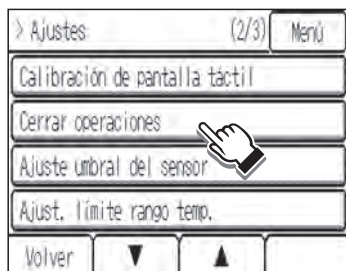 > Ajustes (2/3) Menú
Calibración de pantalla táctil
Cerrar operaciones
Ajuste umbral del sensor
Ajust. límite rango temp.
Volver ▼ ▲